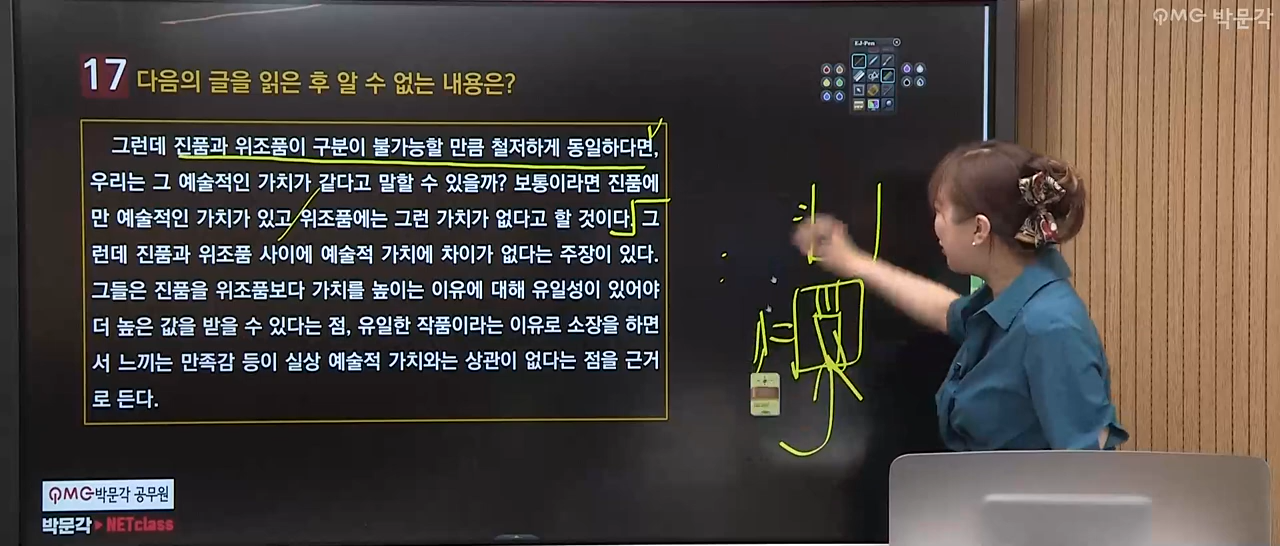 QMG 박문각
EJ-Pen
17 다음의 글을 읽은 후 알 수 없는 내용은?
그런데 진품과 위조품이 구분이 불가능할 만큼 철저하게 동일하다면,
우리는 그 예술적인 가치가 같다고 말할 수 있을까? 보통이라면 진품에
만 예술적인 가치가 있고 위조품에는 그런 가치가 없다고 할 것이다. 그
런데 진품과 위조품 사이에 예술적 가치에 차이가 없다는 주장이 있다.
그들은 진품을 위조품보다 가치를 높이는 이유에 대해 유일성이 있어야
더 높은 값을 받을 수 있다는 점, 유일한 작품이라는 이유로 소장을 하면
서 느끼는 만족감 등이 실상 예술적 가치와는 상관이 없다는 점을 근거
로 든다.
QMG 박문각 공무원
박문각 NETclass